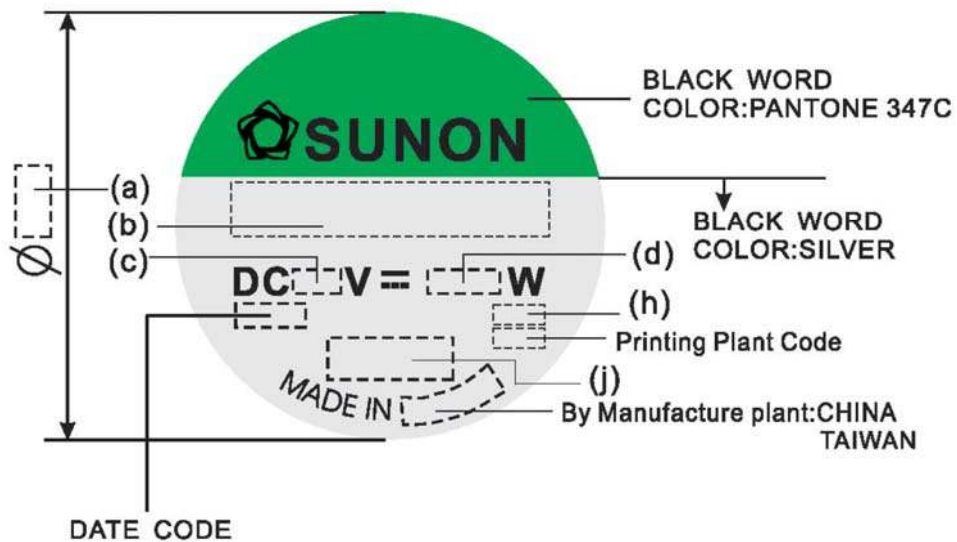 BLACK WORD
COLOR:PANTONE 347C
SUNON
(a)
(b)
BLACK WORD
COLOR:SILVER
(c)
(d)
DC V W
(h)
Printing Plant Code
(j)
MADE IN
By Manufacture plant:CHINA
TAIWAN
Ø
DATE CODE